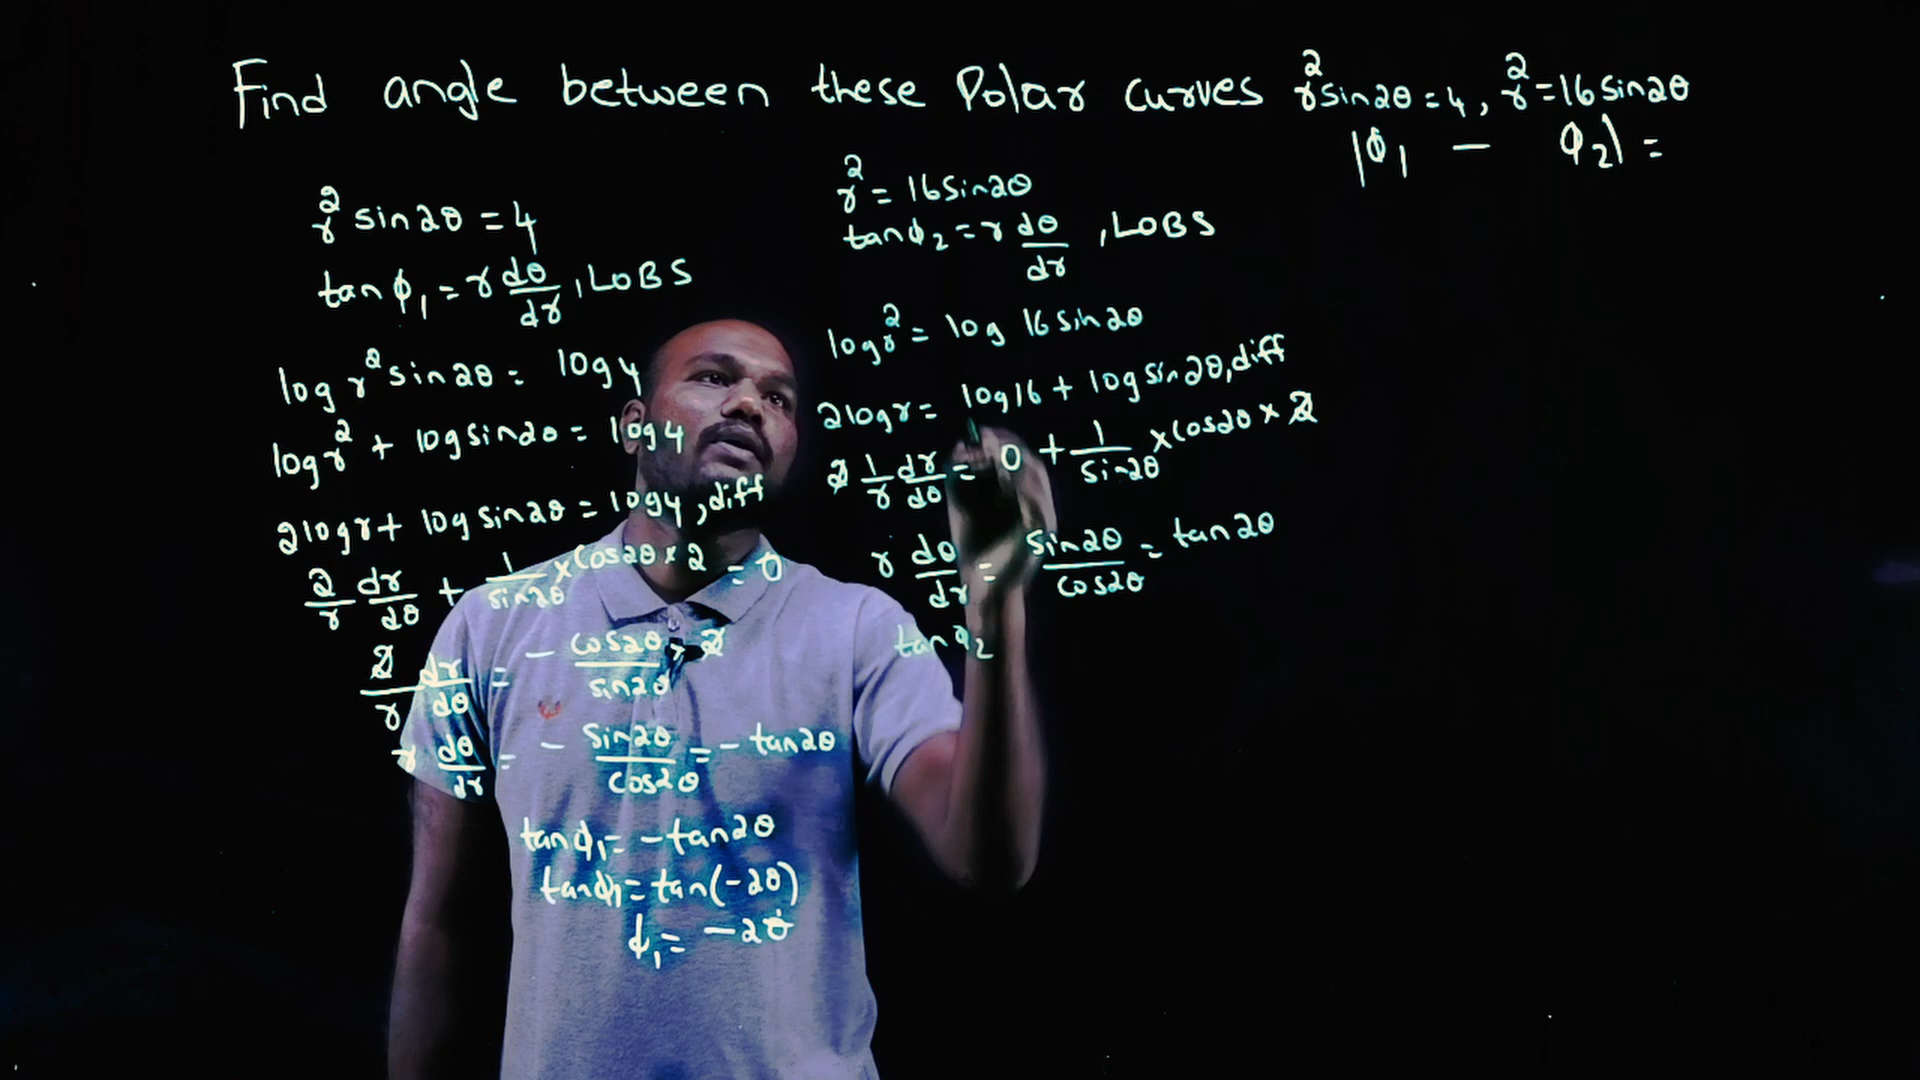 Find angle between these Polar curves r²sin2θ=4, r²=16sin2θ
|ϕ₁ - ϕ₂| =
r² sin2θ = 4
tan ϕ₁ = r dθ/dr, LOBS
log r² sin2θ = log 4
log r² + log sin2θ = log 4
2 log r + log sin2θ = log 4, diff
2/r dr/dθ + 1/sin2θ × cos2θ × 2 = 0
2/r dr/dθ = - cos2θ/sin2θ × 2
r dθ/dr = - sin2θ/cos2θ = - tan2θ
tan ϕ₁ = - tan2θ
tan ϕ₁ = tan(-2θ)
ϕ₁ = -2θ
r² = 16 sin2θ
tan ϕ₂ = r dθ/dr, LOBS
log r² = log 16 sin2θ
2 log r = log 16 + log sin2θ, diff
2 1/r dr/dθ = 0 + 1/sin2θ × cos2θ × 2
r dθ/dr = sin2θ/cos2θ = tan2θ
tan ϕ₂